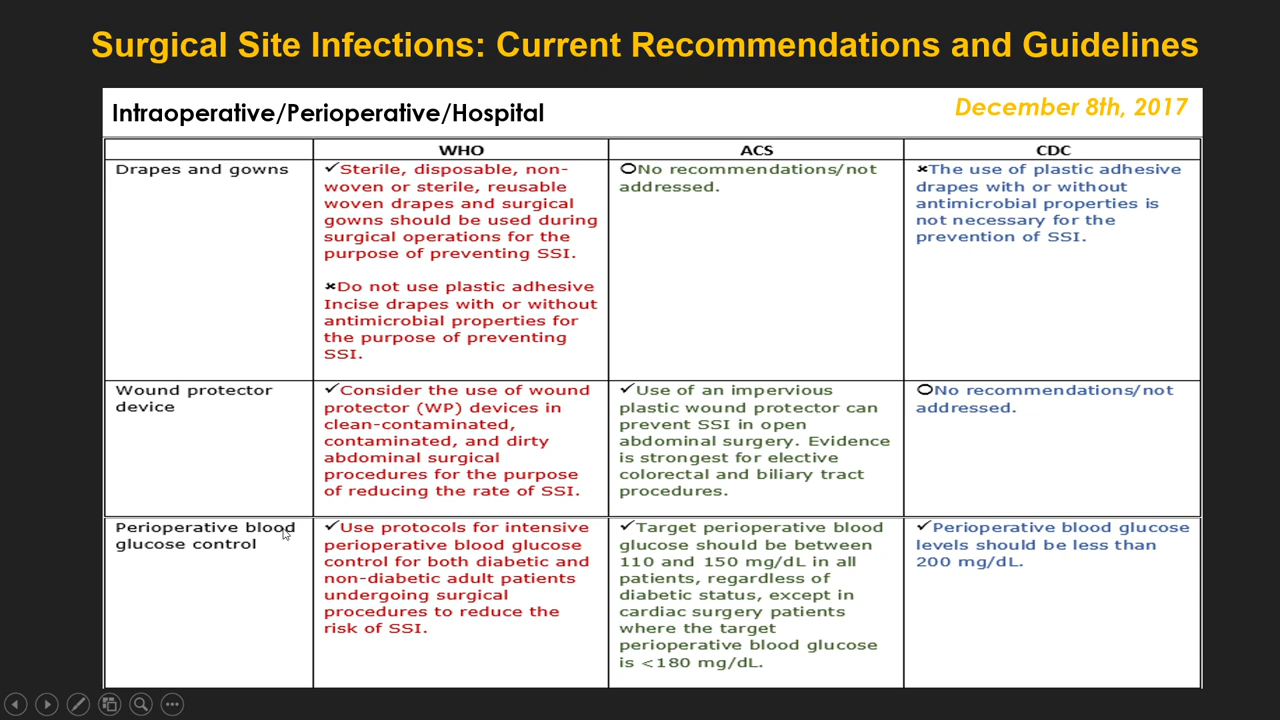 Surgical Site Infections: Current Recommendations and Guidelines
Intraoperative/Perioperative/Hospital
December 8th, 2017
WHO
ACS
CDC
Drapes and gowns
✓Sterile, disposable, non-
woven or sterile, reusable
woven drapes and surgical
gowns should be used during
surgical operations for the
purpose of preventing SSI.
×Do not use plastic adhesive
Incise drapes with or without
antimicrobial properties for
the purpose of preventing
SSI.
No recommendations/not
addressed.
×The use of plastic adhesive
drapes with or without
antimicrobial properties is
not necessary for the
prevention of SSI.
Wound protector
device
✓Consider the use of wound
protector (WP) devices in
clean-contaminated,
contaminated, and dirty
abdominal surgical
procedures for the purpose
of reducing the rate of SSI.
✓Use of an impervious
plastic wound protector can
prevent SSI in open
abdominal surgery. Evidence
is strongest for elective
colorectal and biliary tract
procedures.
No recommendations/not
addressed.
Perioperative blood
glucose control
✓Use protocols for intensive
perioperative blood glucose
control for both diabetic and
non-diabetic adult patients
undergoing surgical
procedures to reduce the
risk of SSI.
✓Target perioperative blood
glucose should be between
110 and 150 mg/dL in all
patients, regardless of
diabetic status, except in
cardiac surgery patients
where the target
perioperative blood glucose
is <180 mg/dL.
✓Perioperative blood glucose
levels should be less than
200 mg/dL.